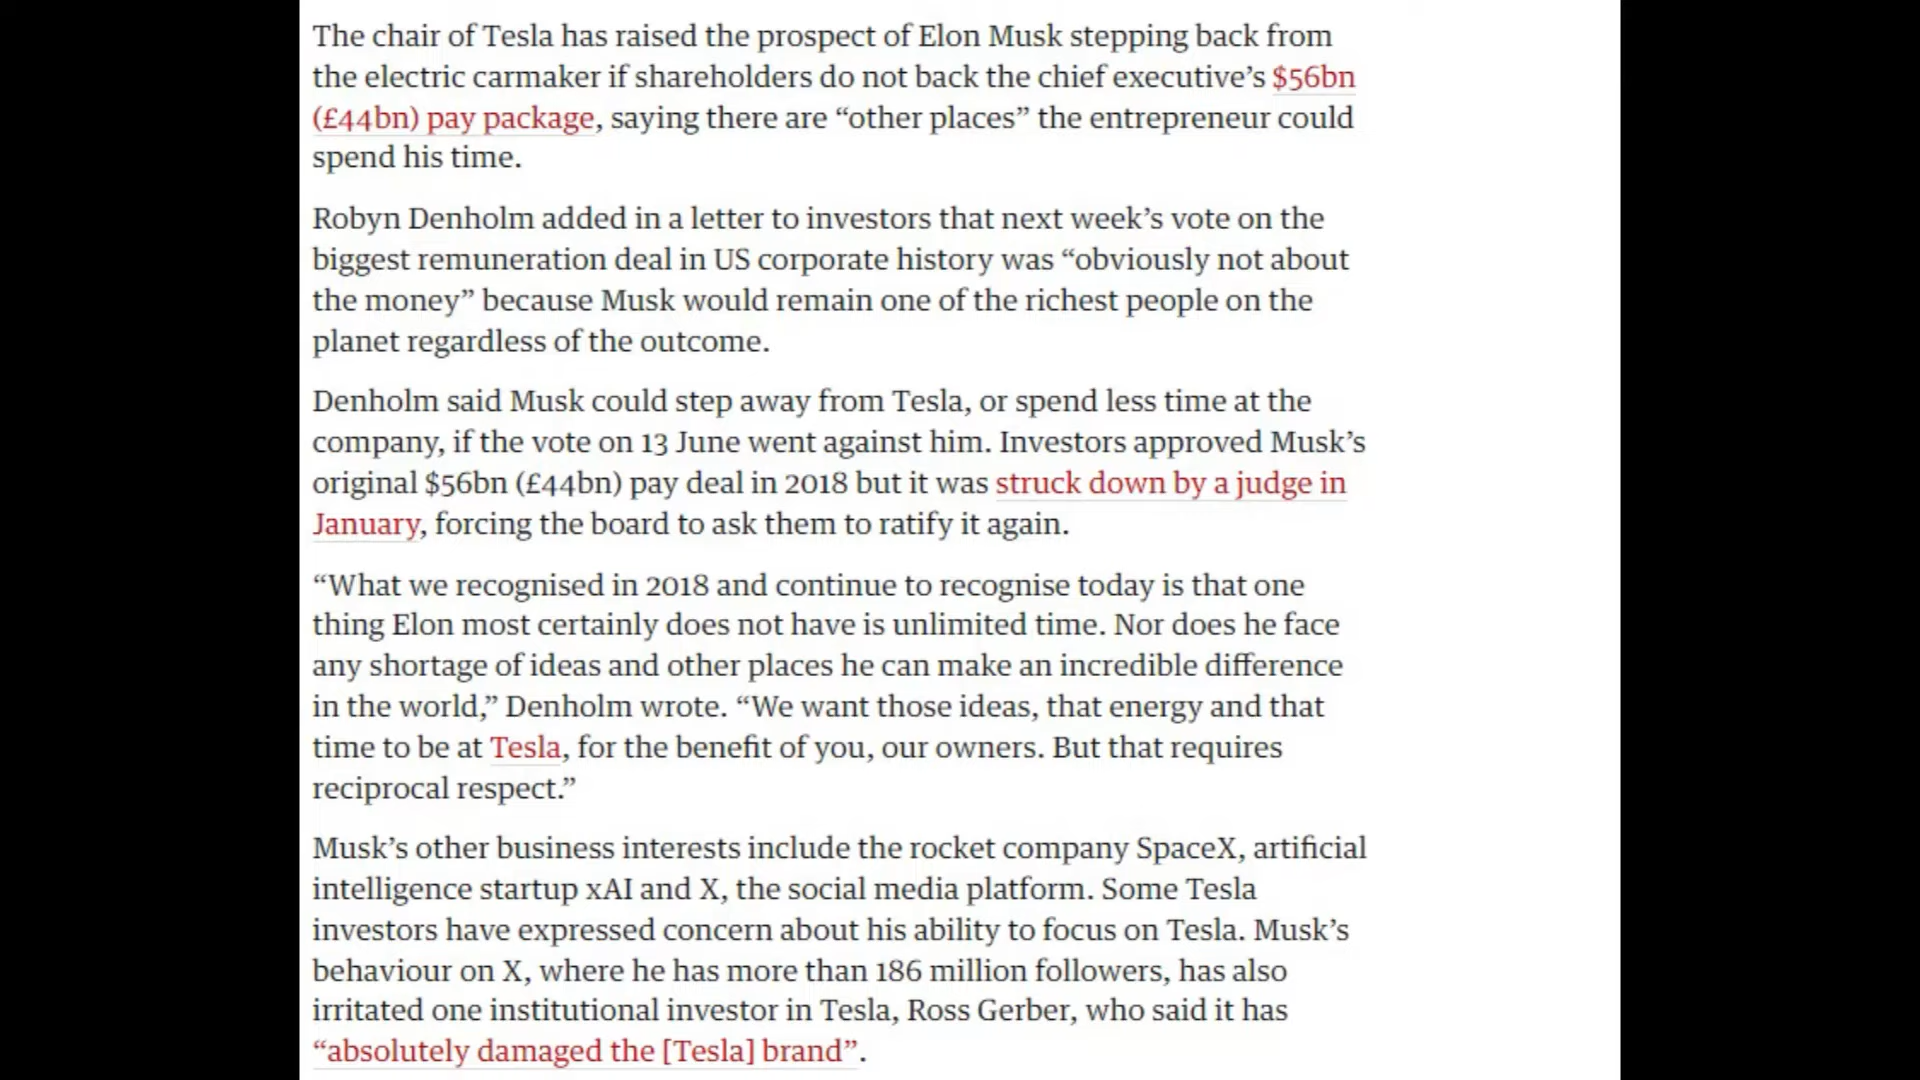 The chair of Tesla has raised the prospect of Elon Musk stepping back from
the electric carmaker if shareholders do not back the chief executive’s $56bn
(£44bn) pay package, saying there are “other places” the entrepreneur could
spend his time.
Robyn Denholm added in a letter to investors that next week’s vote on the
biggest remuneration deal in US corporate history was “obviously not about
the money” because Musk would remain one of the richest people on the
planet regardless of the outcome.
Denholm said Musk could step away from Tesla, or spend less time at the
company, if the vote on 13 June went against him. Investors approved Musk’s
original $56bn (£44bn) pay deal in 2018 but it was struck down by a judge in
January, forcing the board to ask them to ratify it again.
“What we recognised in 2018 and continue to recognise today is that one
thing Elon most certainly does not have is unlimited time. Nor does he face
any shortage of ideas and other places he can make an incredible difference
in the world,” Denholm wrote. “We want those ideas, that energy and that
time to be at Tesla, for the benefit of you, our owners. But that requires
reciprocal respect.”
Musk’s other business interests include the rocket company SpaceX, artificial
intelligence startup xAI and X, the social media platform. Some Tesla
investors have expressed concern about his ability to focus on Tesla. Musk’s
behaviour on X, where he has more than 186 million followers, has also
irritated one institutional investor in Tesla, Ross Gerber, who said it has
“absolutely damaged the [Tesla] brand”.